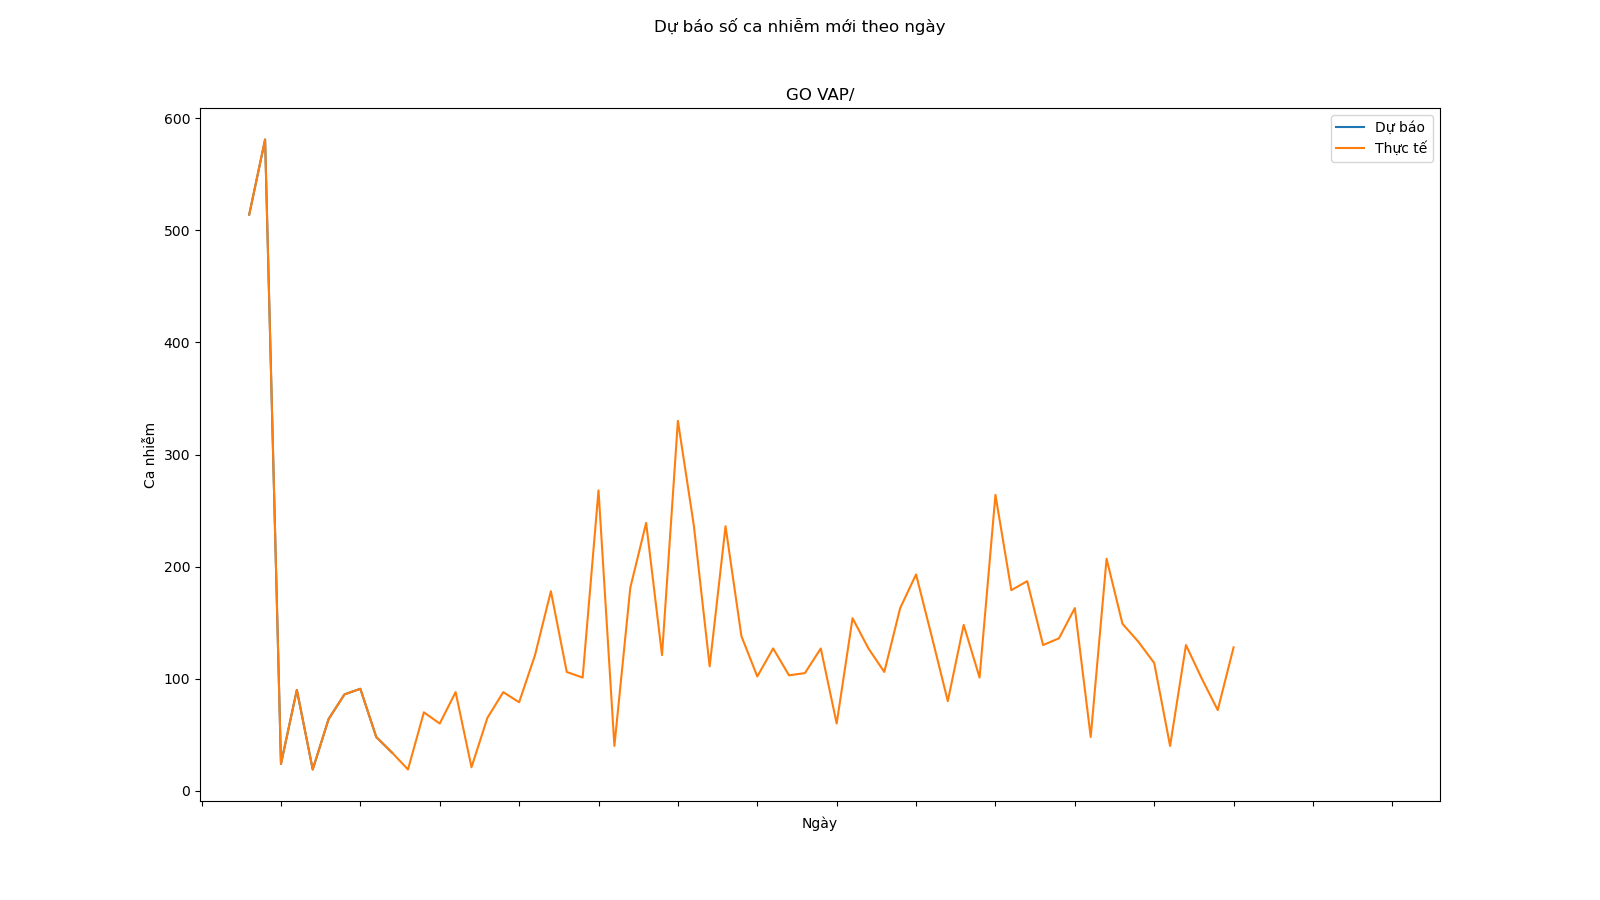 Dự báo số ca nhiễm mới theo ngày
GO VAP/
Dự báo
Thực tế
600
500
400
300
200
100
0
Ca nhiễm
Ngày